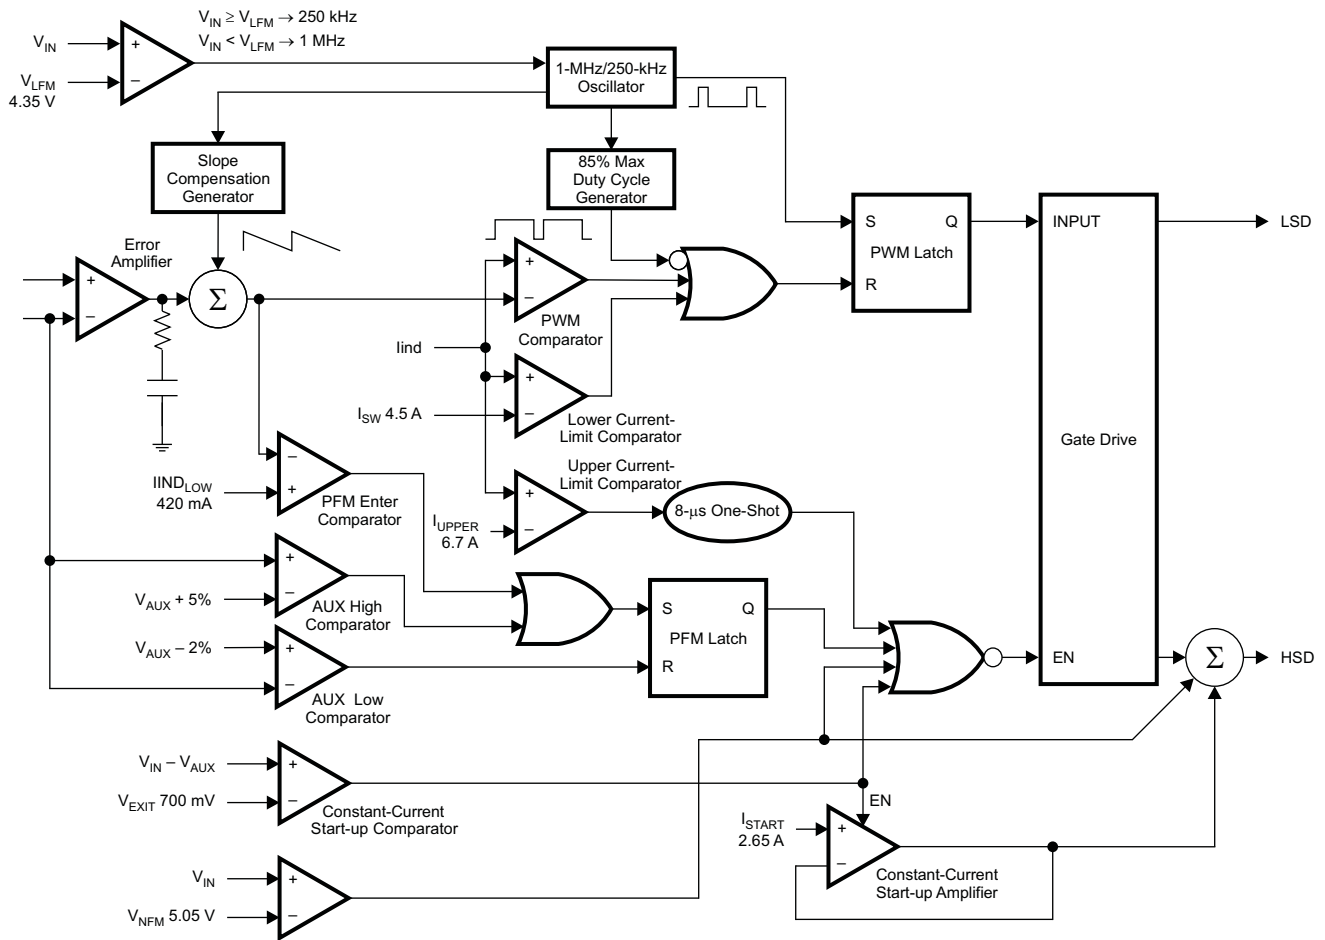 V_IN ≥ V_LFM → 250 kHz
V_IN < V_LFM → 1 MHz
V_IN
+
V_LFM
4.35 V
–
1-MHz/250-kHz
Oscillator
Slope
Compensation
Generator
85% Max
Duty Cycle
Generator
Error
Amplifier
+
–
Σ
+
–
PWM
Comparator
S
Q
PWM Latch
R
INPUT
LSD
Iind
+
–
I_SW 4.5 A
Lower Current-
Limit Comparator
Gate Drive
–
+
IIND_LOW
420 mA
PFM Enter
Comparator
Upper Current-
Limit Comparator
+
–
I_UPPER
6.7 A
8-μs One-Shot
+
–
V_AUX + 5%
AUX High
Comparator
S
Q
PFM Latch
R
V_AUX – 2%
+
–
AUX Low
Comparator
EN
Σ
HSD
V_IN – V_AUX
+
V_EXIT 700 mV
–
Constant-Current
Start-up Comparator
EN
I_START
2.65 A
+
–
Constant-Current
Start-up Amplifier
V_IN
+
V_NFM 5.05 V
–